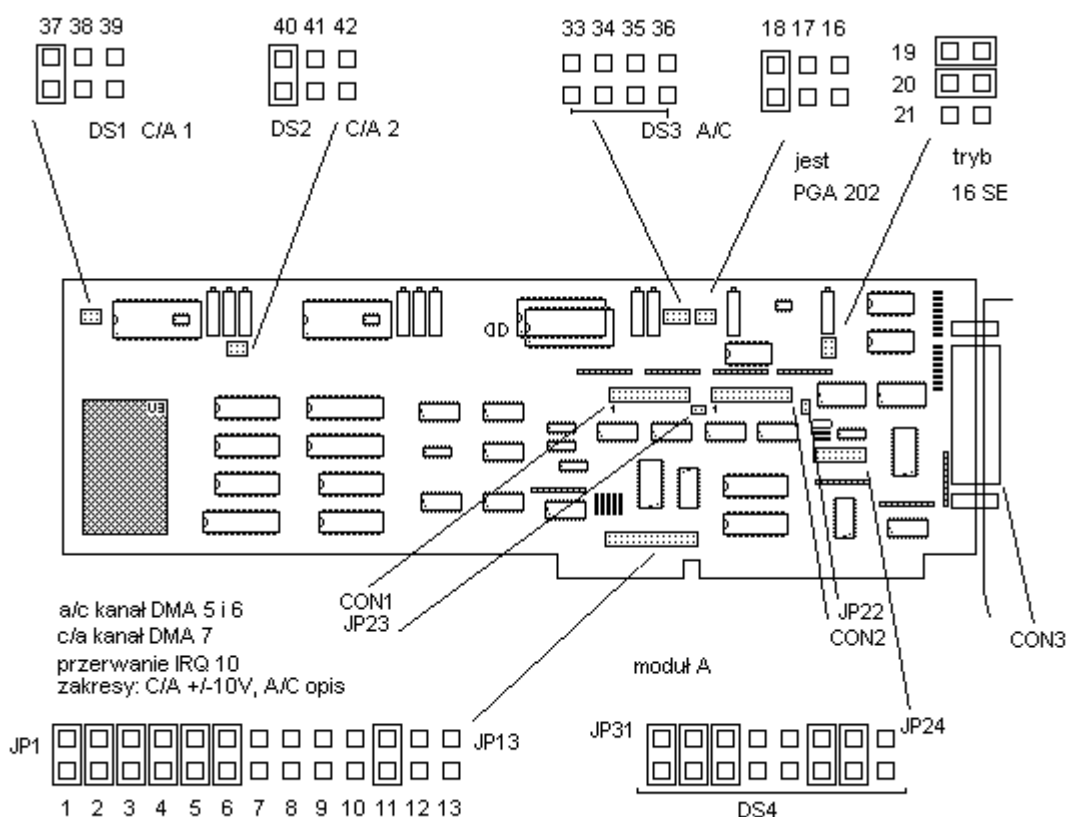 37 38 39
40 41 42
33 34 35 36
18 17 16
19
20
21
DS1 C/A 1
DS2 C/A 2
DS3 A/C
jest
PGA 202
tryb
16 SE
U3
1
1
CON1
JP23
JP22
CON2
CON3
a/c kanał DMA 5 i 6
c/a kanał DMA 7
przerwanie IRQ 10
zakresy: C/A +/-10V, A/C opis
moduł A
JP1
JP13
JP31
JP24
1 2 3 4 5 6 7 8 9 10 11 12 13
DS4